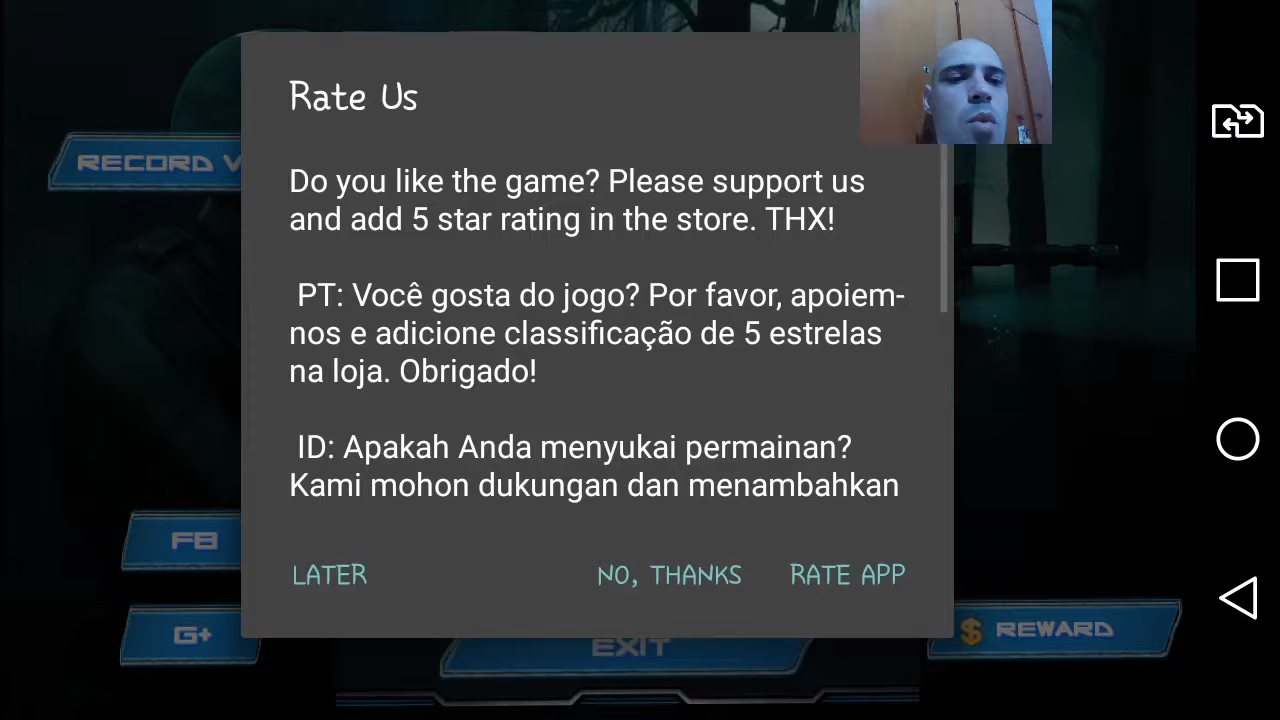 Rate Us
RECORD V
Do you like the game? Please support us
and add 5 star rating in the store. THX!
PT: Você gosta do jogo? Por favor, apoiem-
nos e adicione classificação de 5 estrelas
na loja. Obrigado!
ID: Apakah Anda menyukai permainan?
Kami mohon dukungan dan menambahkan
FB
LATER
NO, THANKS
RATE APP
G+
EXIT
$ REWARD